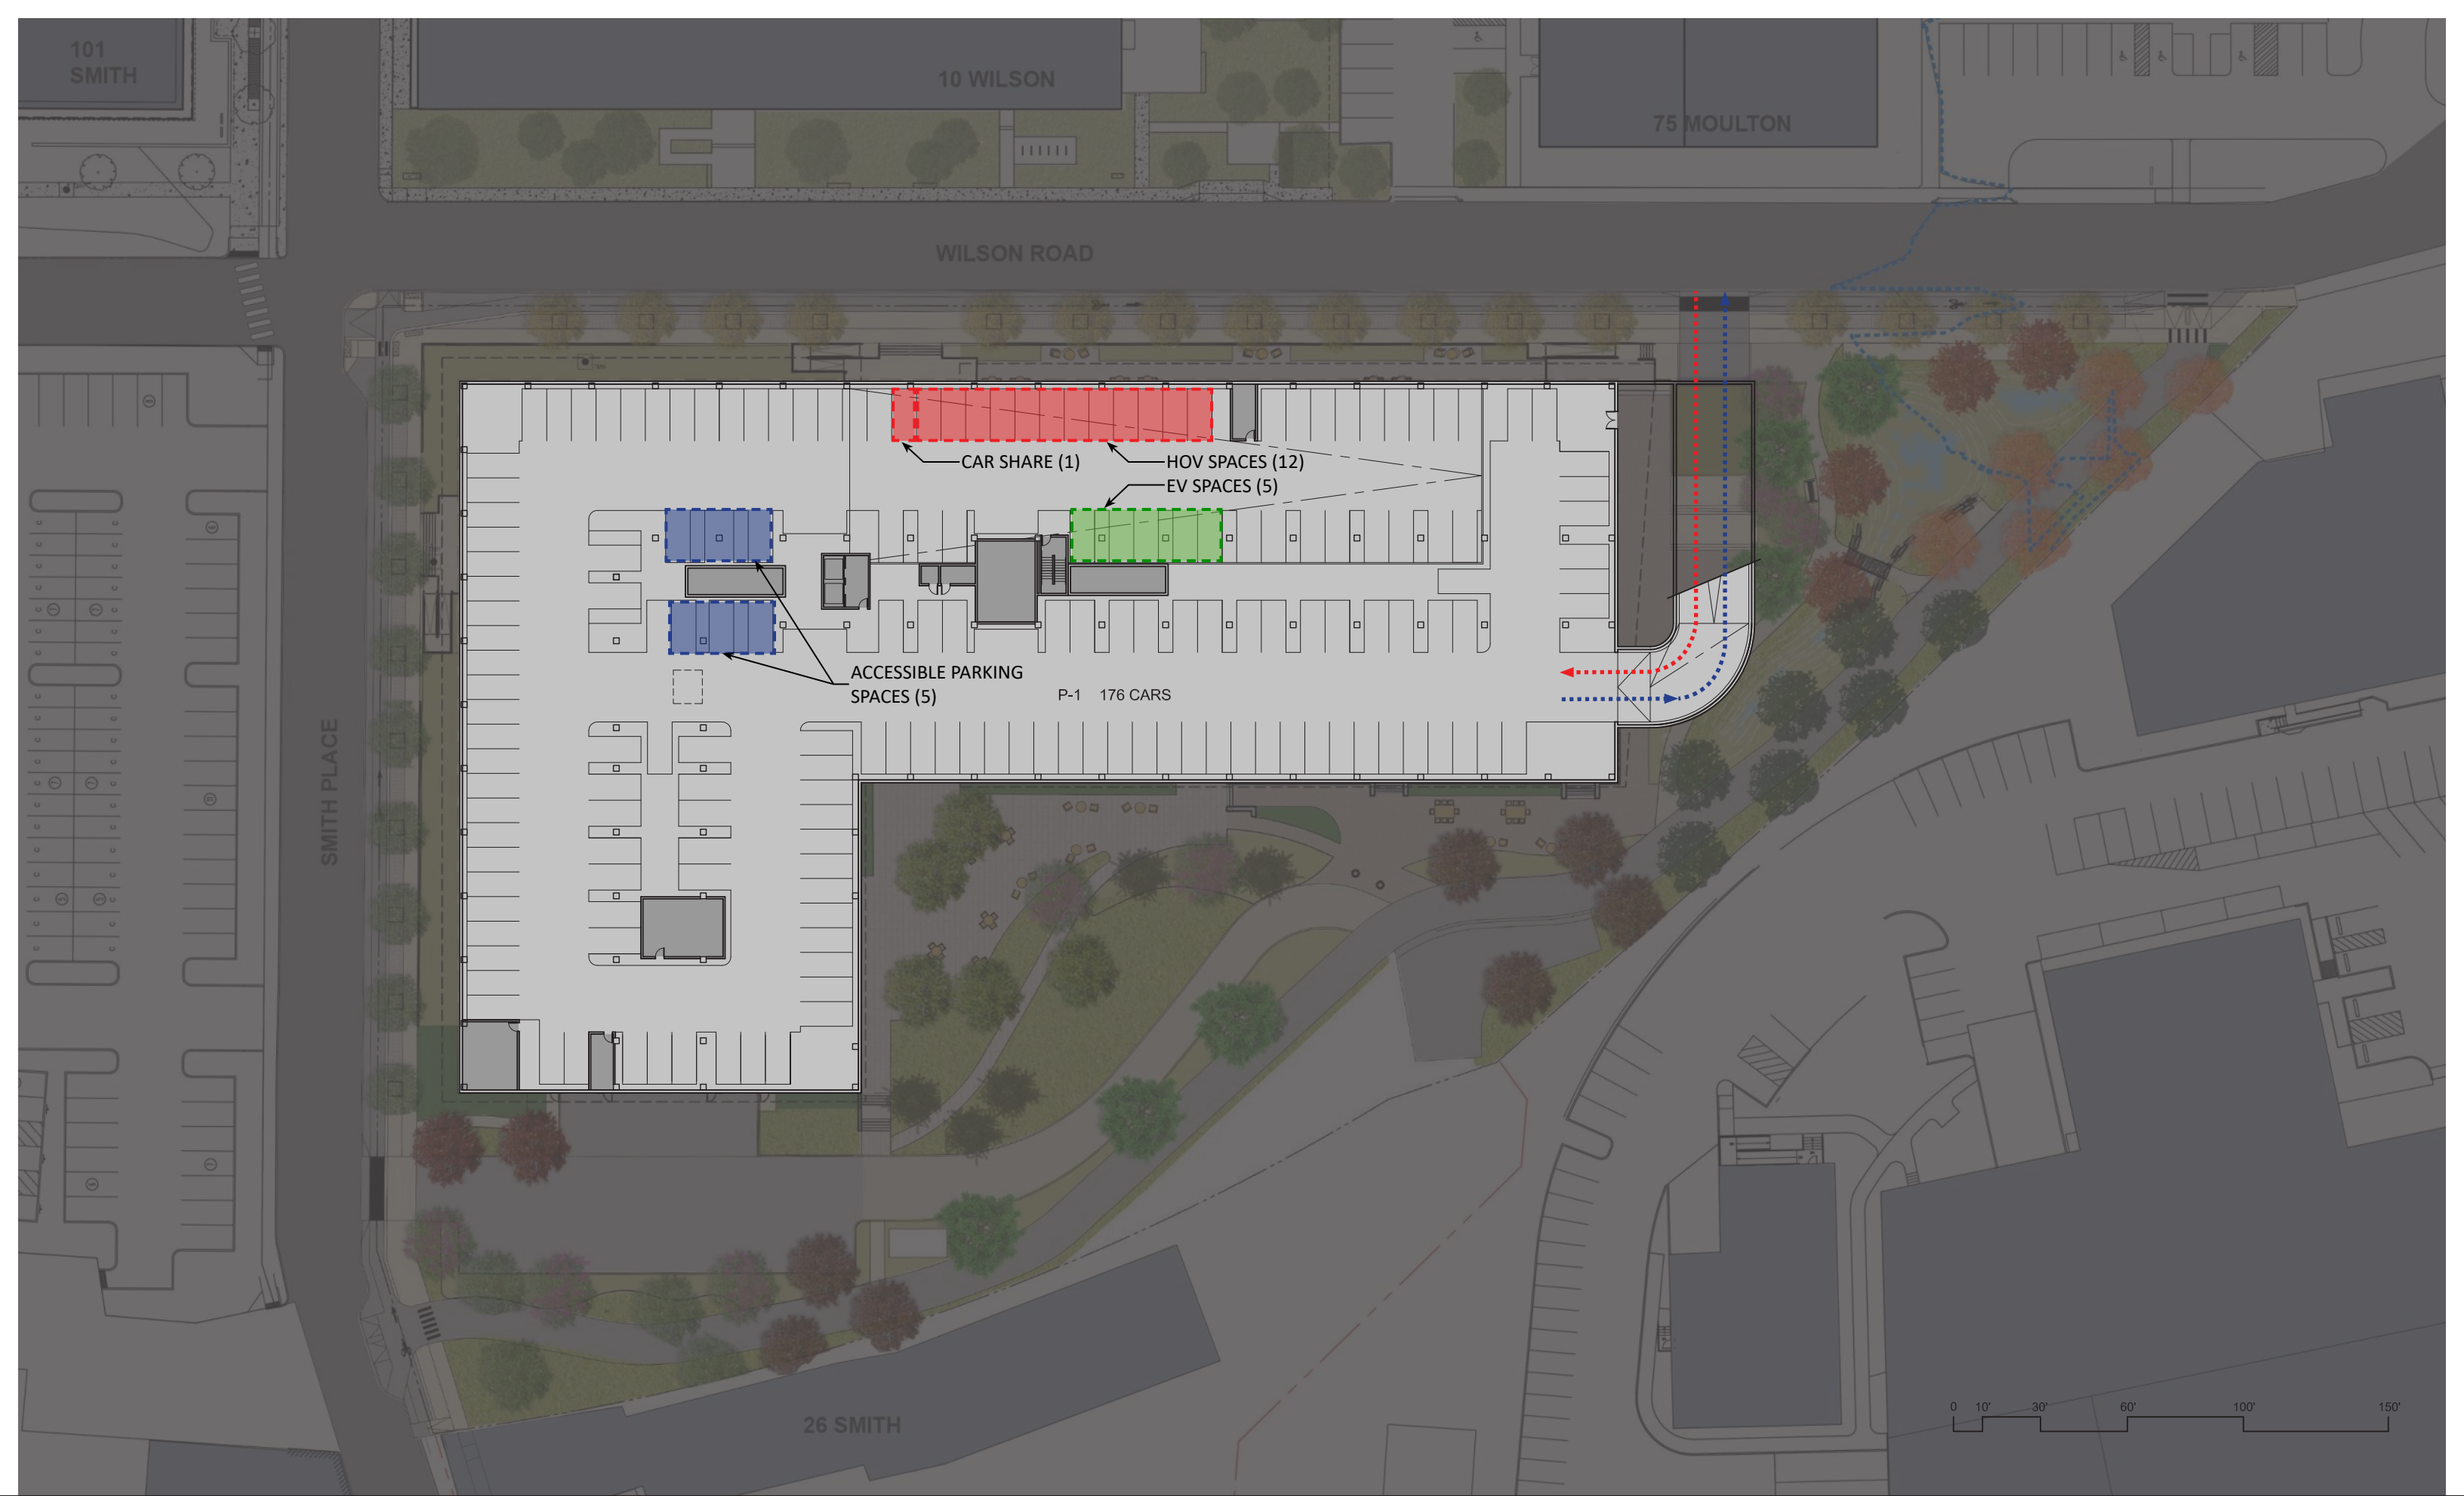 101
SMITH
10 WILSON
75 MOULTON
WILSON ROAD
CAR SHARE (1)
HOV SPACES (12)
EV SPACES (5)
ACCESSIBLE PARKING
SPACES (5)
P-1 176 CARS
SMITH PLACE
26 SMITH
0 10' 30' 60' 100' 150'